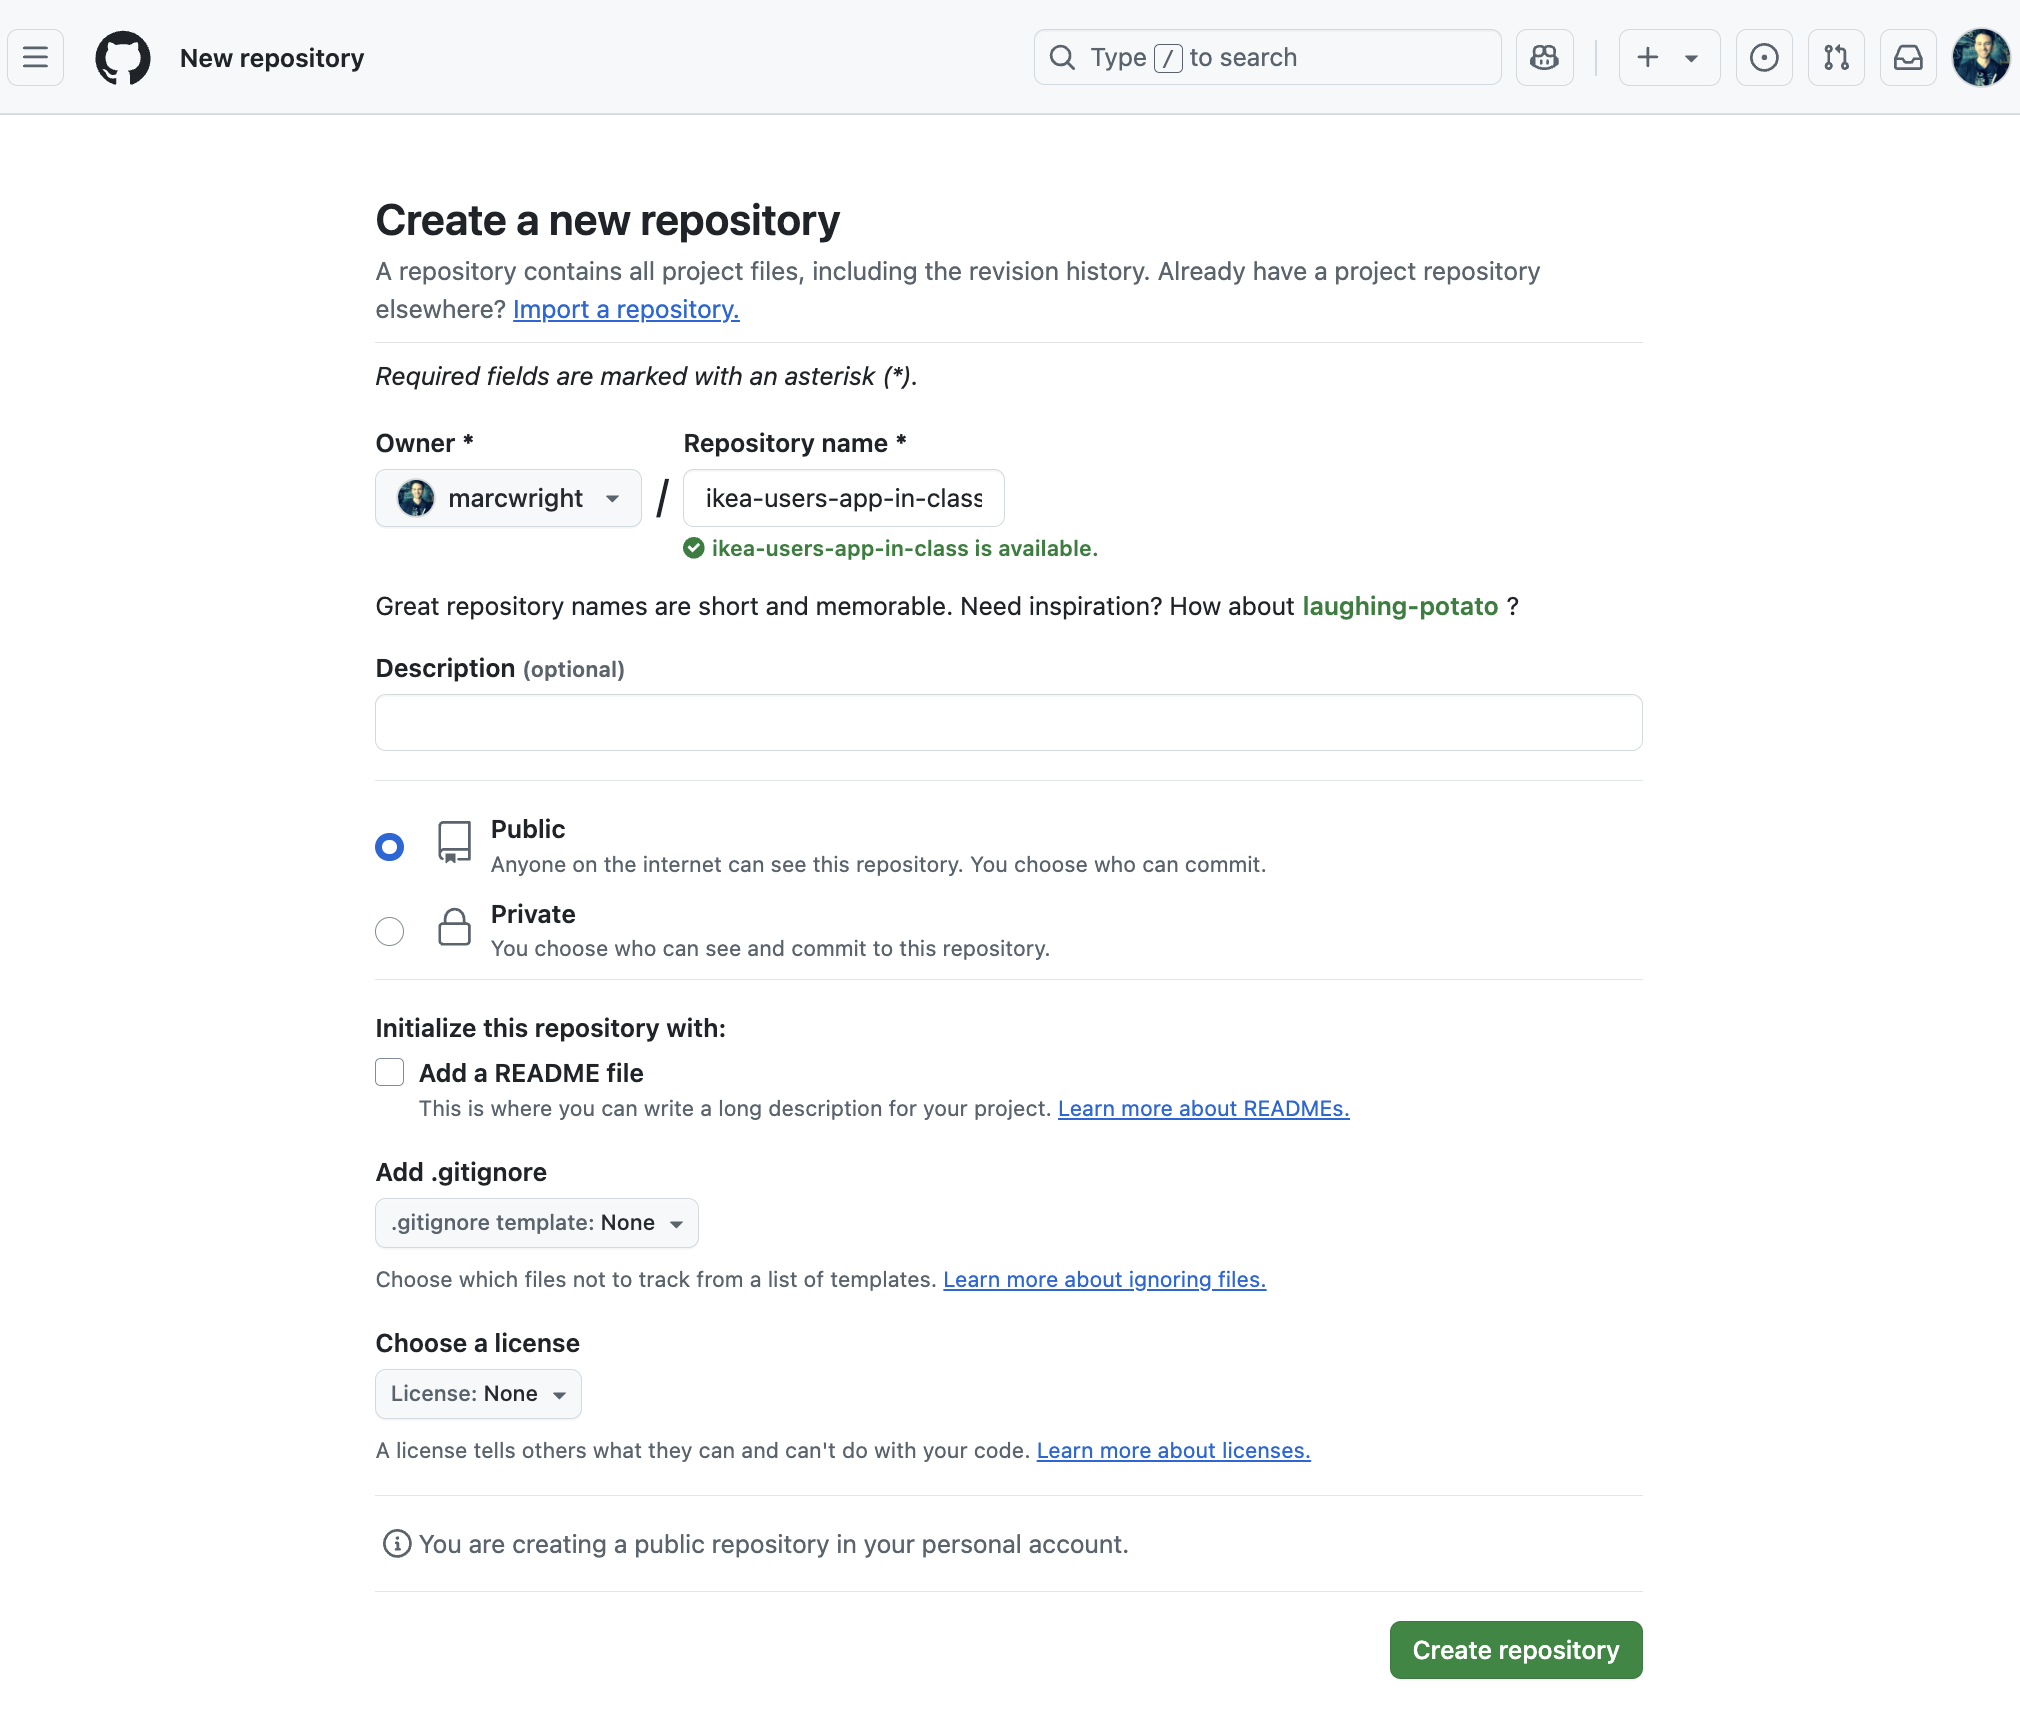 New repository
Type / to search
Create a new repository
A repository contains all project files, including the revision history. Already have a project repository
elsewhere? Import a repository.
Required fields are marked with an asterisk (*).
Owner *
Repository name *
marcwright
/
ikea-users-app-in-class
ikea-users-app-in-class is available.
Great repository names are short and memorable. Need inspiration? How about laughing-potato ?
Description (optional)
Public
Anyone on the internet can see this repository. You choose who can commit.
Private
You choose who can see and commit to this repository.
Initialize this repository with:
Add a README file
This is where you can write a long description for your project. Learn more about READMEs.
Add .gitignore
.gitignore template: None
Choose which files not to track from a list of templates. Learn more about ignoring files.
Choose a license
License: None
A license tells others what they can and can't do with your code. Learn more about licenses.
You are creating a public repository in your personal account.
Create repository